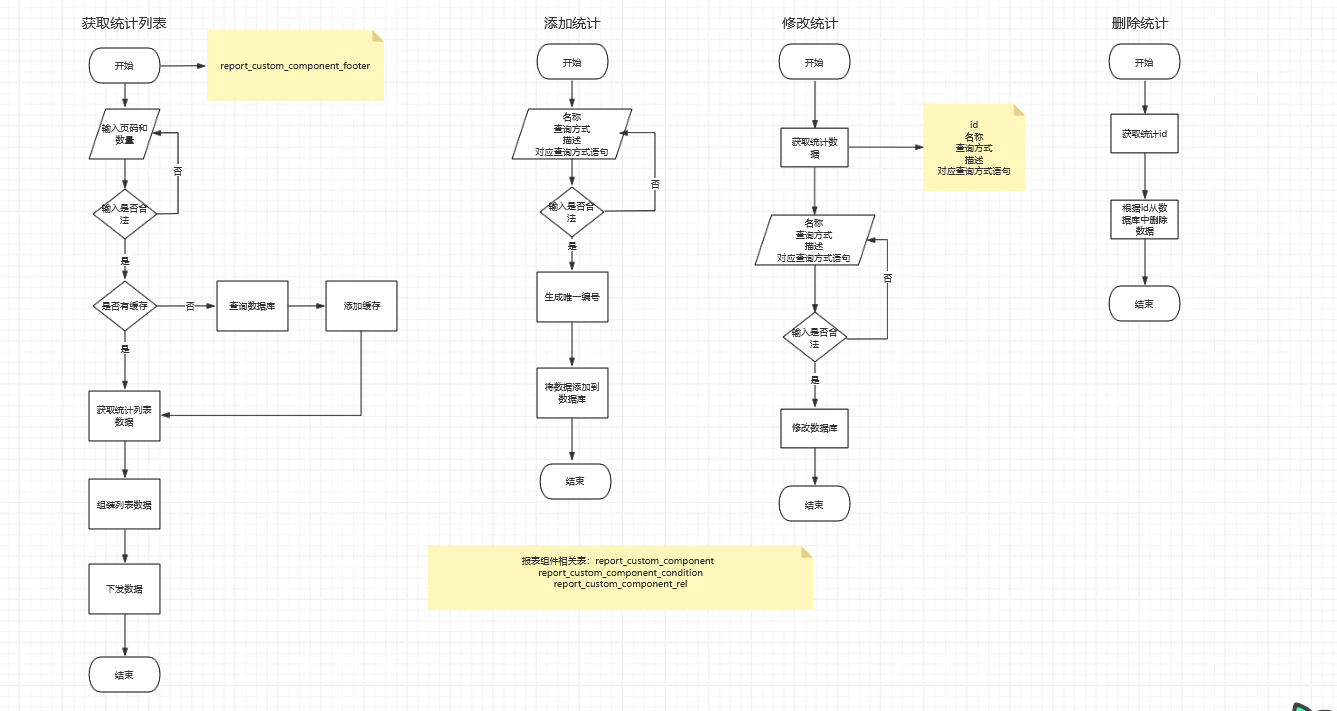 获取统计列表
开始
report_custom_component_footer
输入页码和
数量
否
输入是否合
法
是
是否有缓存
否
查询数据库
添加缓存
是
获取统计列表
数据
组装列表数据
下发数据
结束
添加统计
开始
名称
查询方式
描述
对应查询方式语句
否
输入是否合
法
是
生成唯一编号
将数据添加到
数据库
结束
修改统计
开始
获取统计数
据
id
名称
查询方式
描述
对应查询方式语句
名称
查询方式
描述
对应查询方式语句
否
输入是否合
法
是
修改数据库
结束
删除统计
开始
获取统计id
根据id从数
据库中删除
数据
结束
报表组件相关表：report_custom_component
report_custom_component_condition
report_custom_component_rel